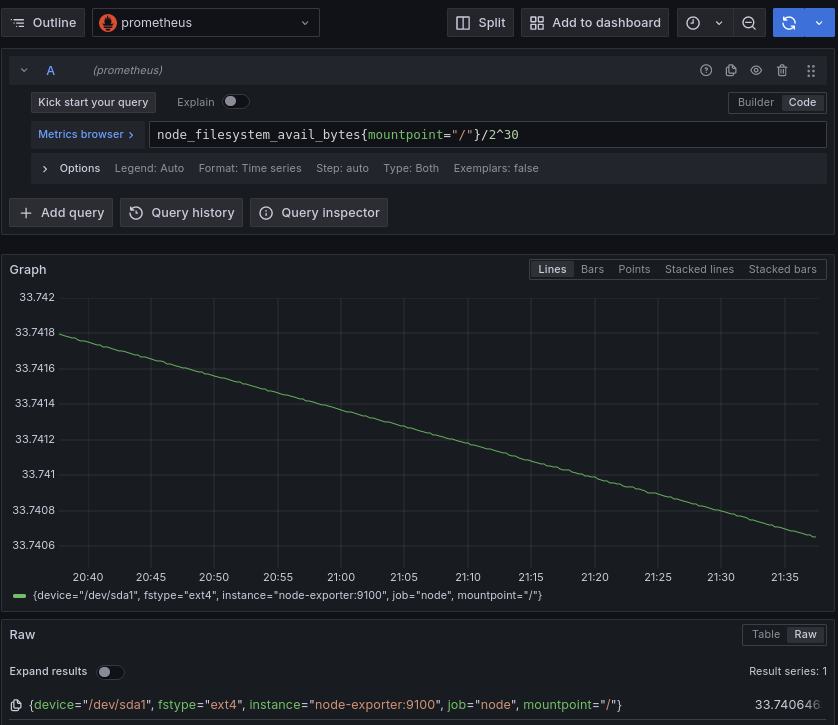 Outline prometheus Split Add to dashboard
A (prometheus)
Kick start your query Explain Builder Code
Metrics browser > node_filesystem_avail_bytes{mountpoint="/"}/2^30
> Options Legend: Auto Format: Time series Step: auto Type: Both Exemplars: false
+ Add query Query history Query inspector
Graph Lines Bars Points Stacked lines Stacked bars
33.742
33.7418
33.7416
33.7414
33.7412
33.741
33.7408
33.7406
20:40 20:45 20:50 20:55 21:00 21:05 21:10 21:15 21:20 21:25 21:30 21:35
{device="/dev/sda1", fstype="ext4", instance="node-exporter:9100", job="node", mountpoint="/"}
Raw Table Raw
Expand results Result series: 1
{device="/dev/sda1", fstype="ext4", instance="node-exporter:9100", job="node", mountpoint="/"} 33.740646